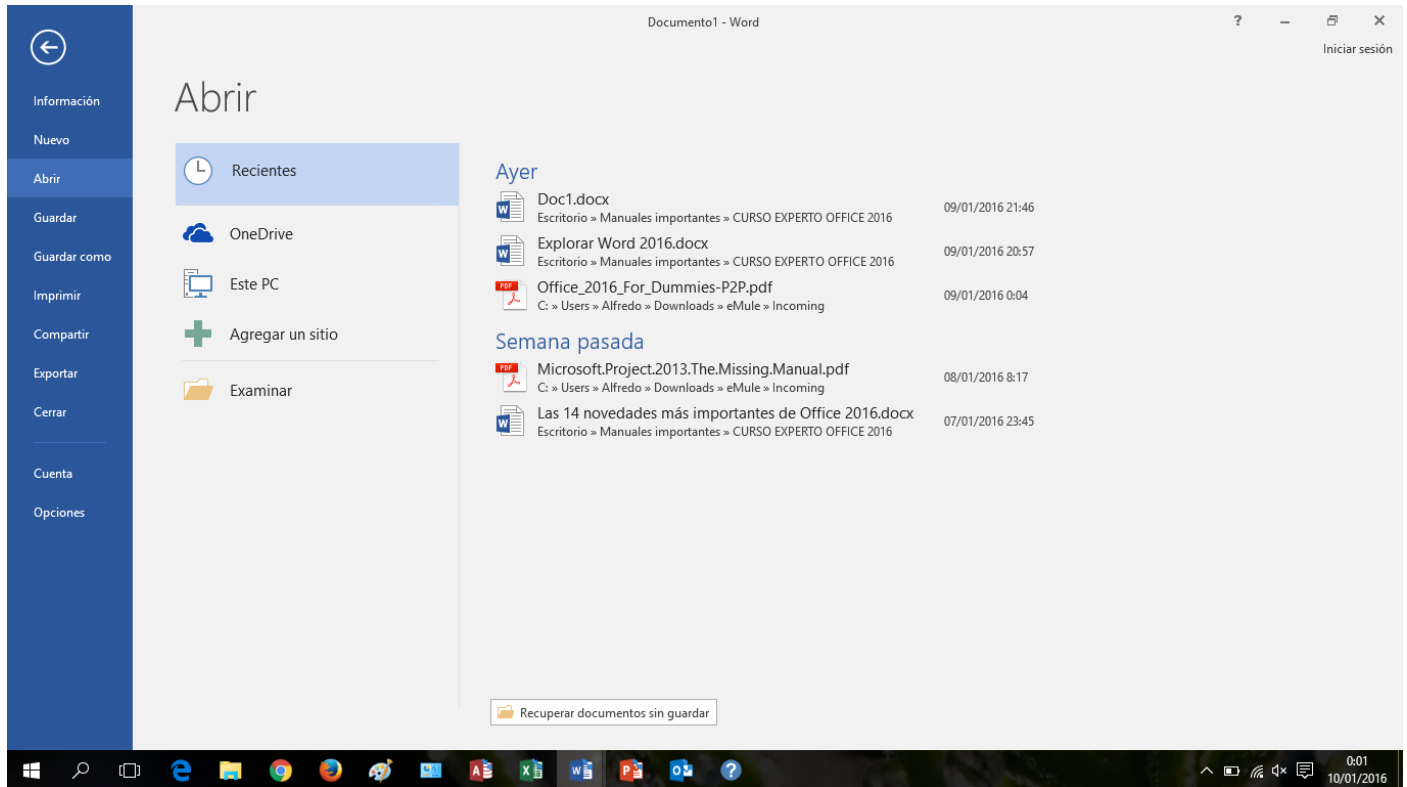 Documento1 - Word
?
Iniciar sesión
Información
Nuevo
Abrir
Guardar
Guardar como
Imprimir
Compartir
Exportar
Cerrar
Cuenta
Opciones
Abrir
Recientes
OneDrive
Este PC
Agregar un sitio
Examinar
Ayer
Doc1.docx
Escritorio » Manuales importantes » CURSO EXPERTO OFFICE 2016
09/01/2016 21:46
Explorar Word 2016.docx
Escritorio » Manuales importantes » CURSO EXPERTO OFFICE 2016
09/01/2016 20:57
PDF
Office_2016_For_Dummies-P2P.pdf
C: » Users » Alfredo » Downloads » eMule » Incoming
09/01/2016 0:04
Semana pasada
PDF
Microsoft.Project.2013.The.Missing.Manual.pdf
C: » Users » Alfredo » Downloads » eMule » Incoming
08/01/2016 8:17
Las 14 novedades más importantes de Office 2016.docx
Escritorio » Manuales importantes » CURSO EXPERTO OFFICE 2016
07/01/2016 23:45
Recuperar documentos sin guardar
0:01
10/01/2016